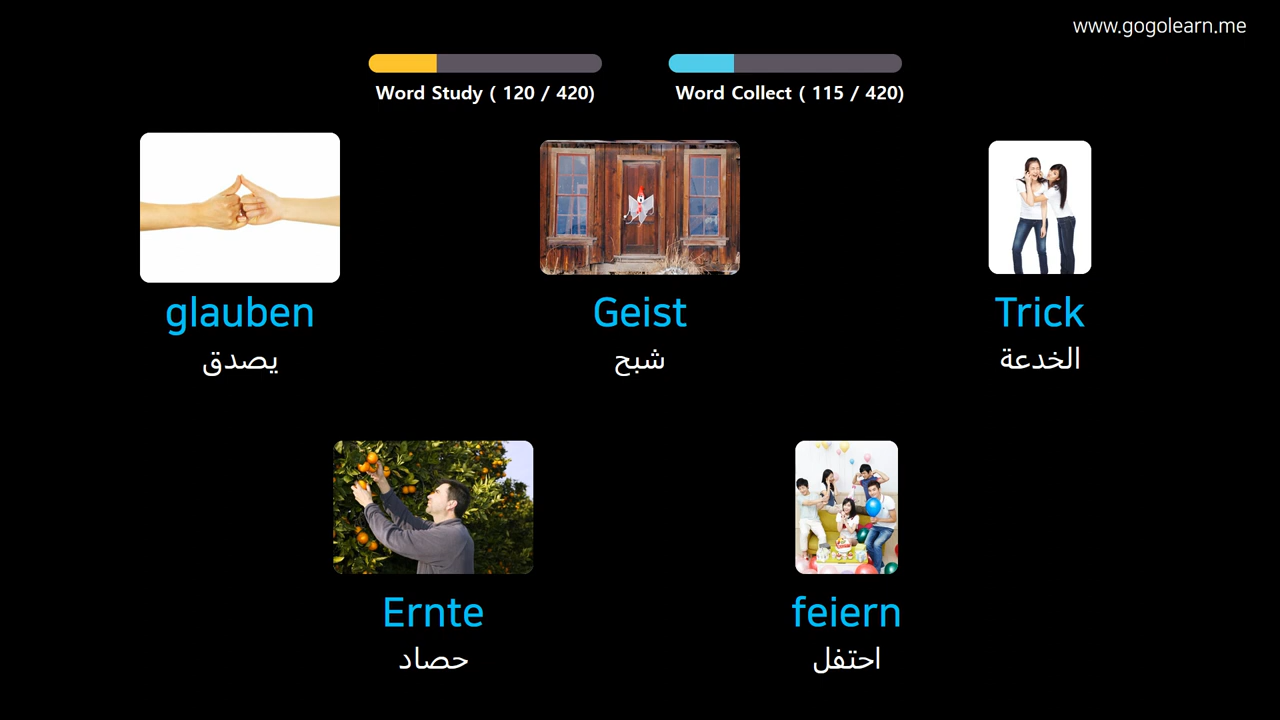 www.gogolearn.me
Word Study ( 120 / 420)
Word Collect ( 115 / 420)
glauben
يصدق
Geist
شبح
Trick
الخدعة
Ernte
حصاد
feiern
احتفل